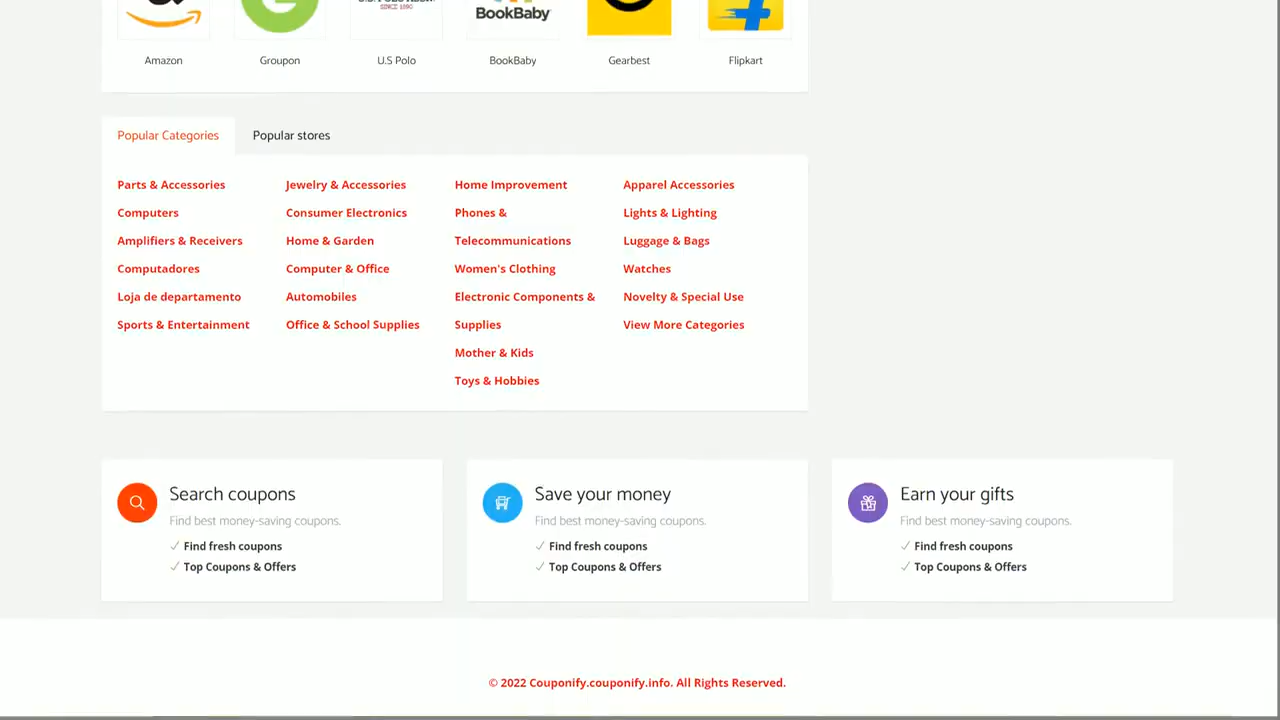 SINCE 1890
BookBaby
Amazon
Groupon
U.S Polo
BookBaby
Gearbest
Flipkart
Popular Categories
Popular stores
Parts & Accessories
Computers
Amplifiers & Receivers
Computadores
Loja de departamento
Sports & Entertainment
Jewelry & Accessories
Consumer Electronics
Home & Garden
Computer & Office
Automobiles
Office & School Supplies
Home Improvement
Phones &
Telecommunications
Women's Clothing
Electronic Components &
Supplies
Mother & Kids
Toys & Hobbies
Apparel Accessories
Lights & Lighting
Luggage & Bags
Watches
Novelty & Special Use
View More Categories
Search coupons
Find best money-saving coupons.
Find fresh coupons
Top Coupons & Offers
Save your money
Find best money-saving coupons.
Find fresh coupons
Top Coupons & Offers
Earn your gifts
Find best money-saving coupons.
Find fresh coupons
Top Coupons & Offers
© 2022 Couponify.couponify.info. All Rights Reserved.